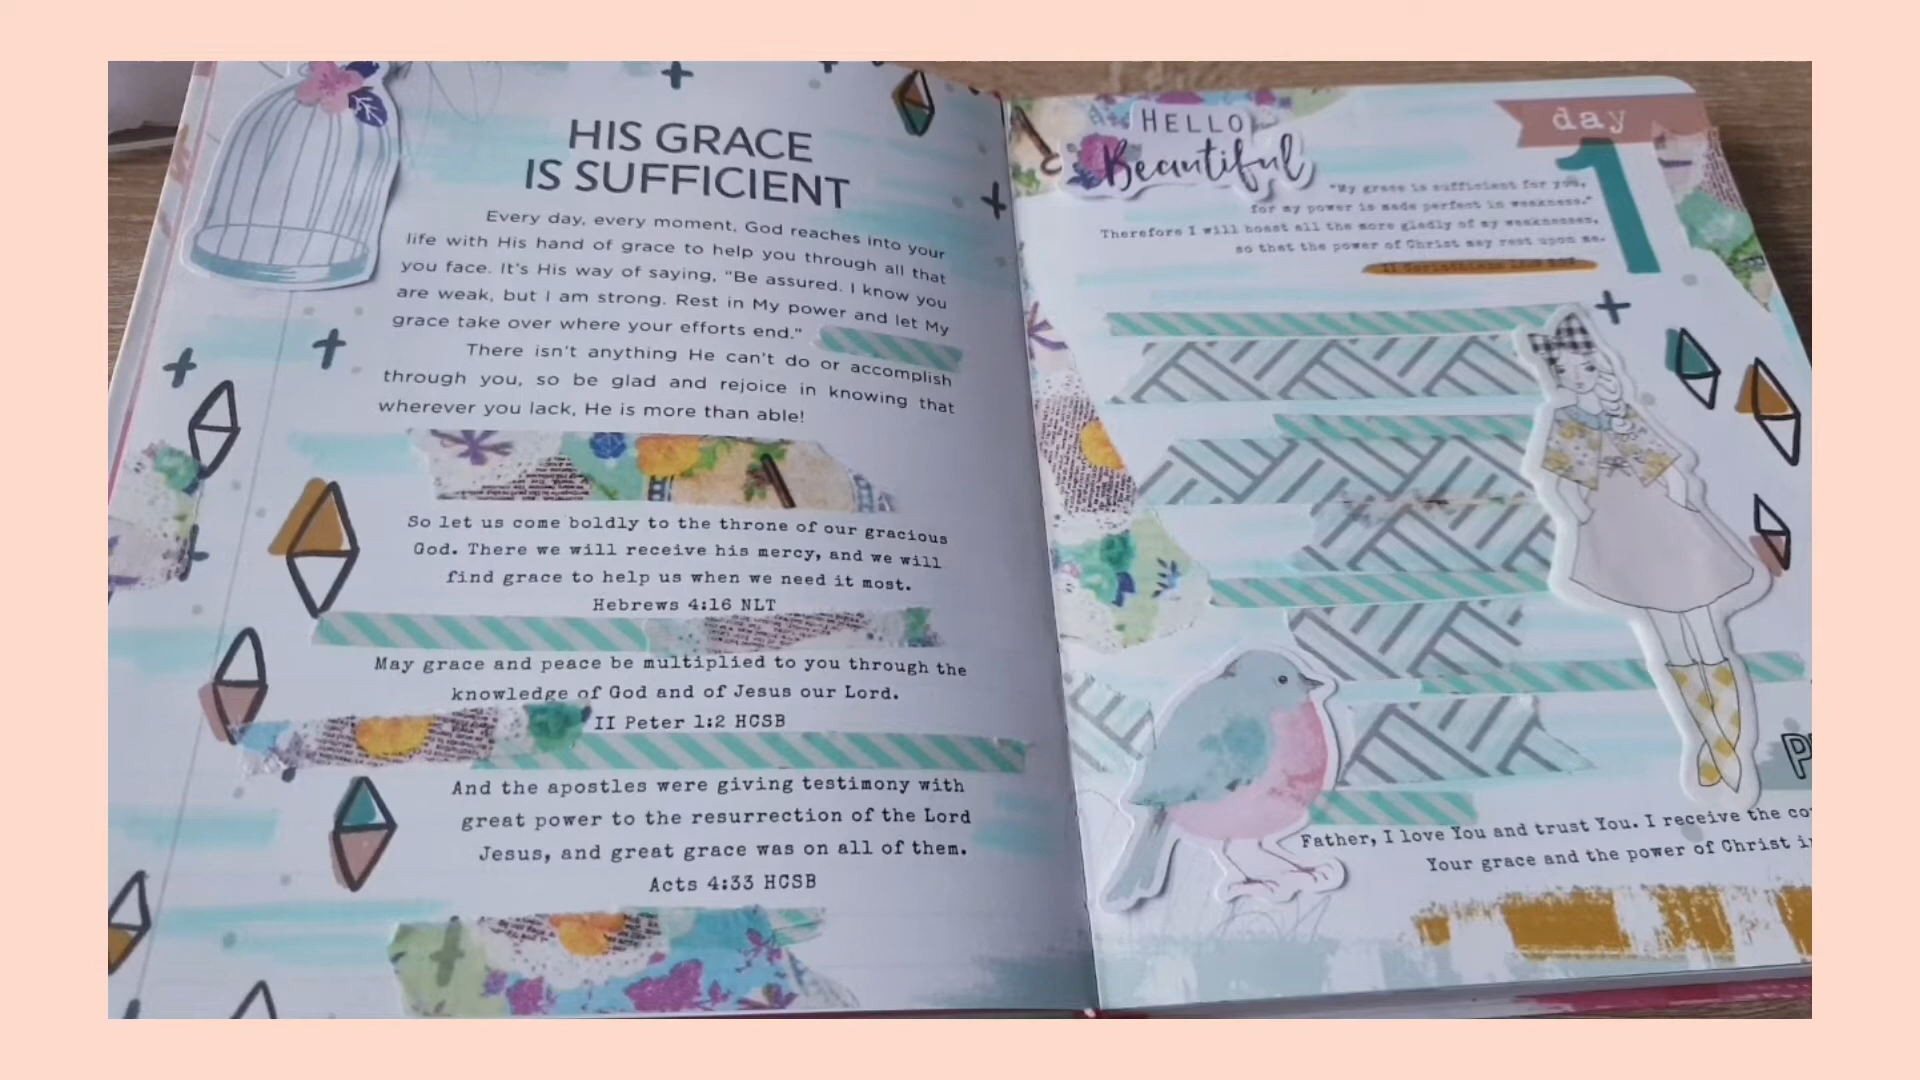 HIS GRACE
IS SUFFICIENT
Every day, every moment, God reaches into your
life with His hand of grace to help you through all that
you face. It's His way of saying, "Be assured. I know you
are weak, but I am strong. Rest in My power and let My
grace take over where your efforts end."
There isn't anything He can't do or accomplish
through you, so be glad and rejoice in knowing that
wherever you lack, He is more than able!
So let us come boldly to the throne of our gracious
God. There we will receive his mercy, and we will
find grace to help us when we need it most.
Hebrews 4:16 NLT
May grace and peace be multiplied to you through the
knowledge of God and of Jesus our Lord.
II Peter 1:2 HCSB
And the apostles were giving testimony with
great power to the resurrection of the Lord
Jesus, and great grace was on all of them.
Acts 4:33 HCSB
HELLO
Beautiful
day
1
"My grace is sufficient for you,
for my power is made perfect in weakness."
Therefore I will boast all the more gladly of my weaknesses,
so that the power of Christ may rest upon me.
II Corinthians
Father, I love You and trust You. I receive the
Your grace and the power of Christ